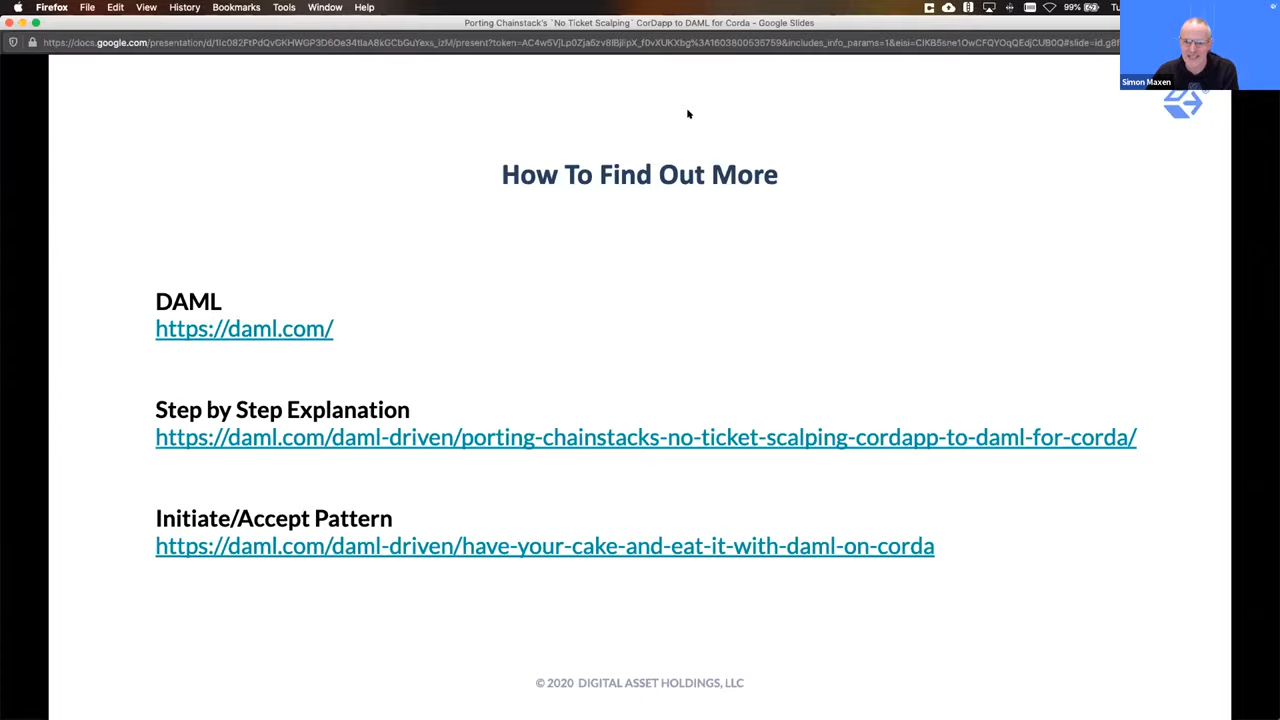 Firefox File Edit View History Bookmarks Tools Window Help 99%
Porting Chainstack's `No Ticket Scalping` CorDapp to DAML for Corda - Google Slides
Simon Maxen
How To Find Out More
DAML
https://daml.com/
Step by Step Explanation
https://daml.com/daml-driven/porting-chainstacks-no-ticket-scalping-cordapp-to-daml-for-corda/
Initiate/Accept Pattern
https://daml.com/daml-driven/have-your-cake-and-eat-it-with-daml-on-corda
© 2020 DIGITAL ASSET HOLDINGS, LLC